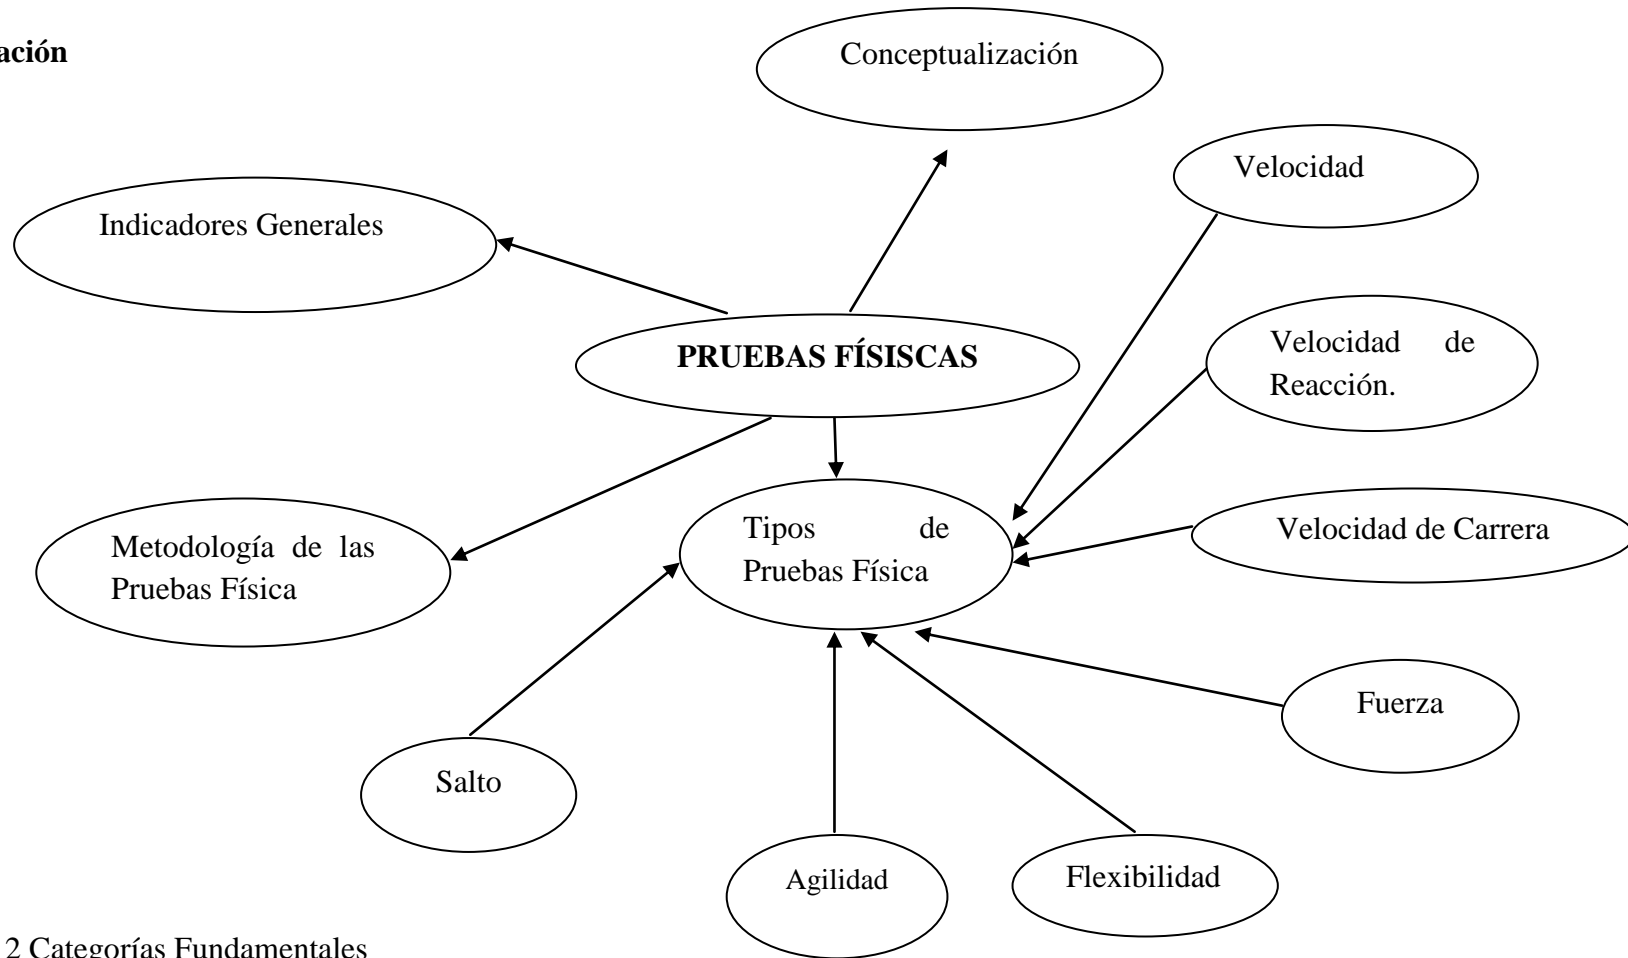 ación
Conceptualización
Velocidad
Indicadores Generales
Velocidad de
Reacción.
PRUEBAS FÍSISCAS
Tipos de
Pruebas Física
Velocidad de Carrera
Metodología de las
Pruebas Física
Fuerza
Salto
Agilidad
Flexibilidad
2 Categorías Fundamentales